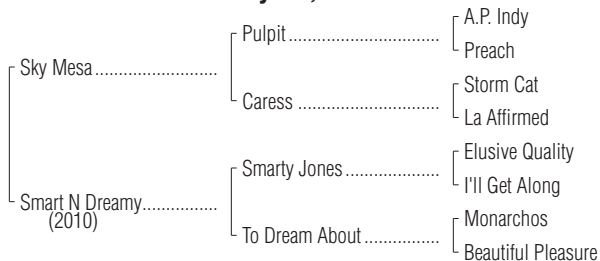 A.P. Indy
Pulpit
Preach
Sky Mesa
Storm Cat
Caress
La Affirmed
Elusive Quality
Smarty Jones
I'll Get Along
Smart N Dreamy
(2010)
Monarchos
To Dream About
Beautiful Pleasure